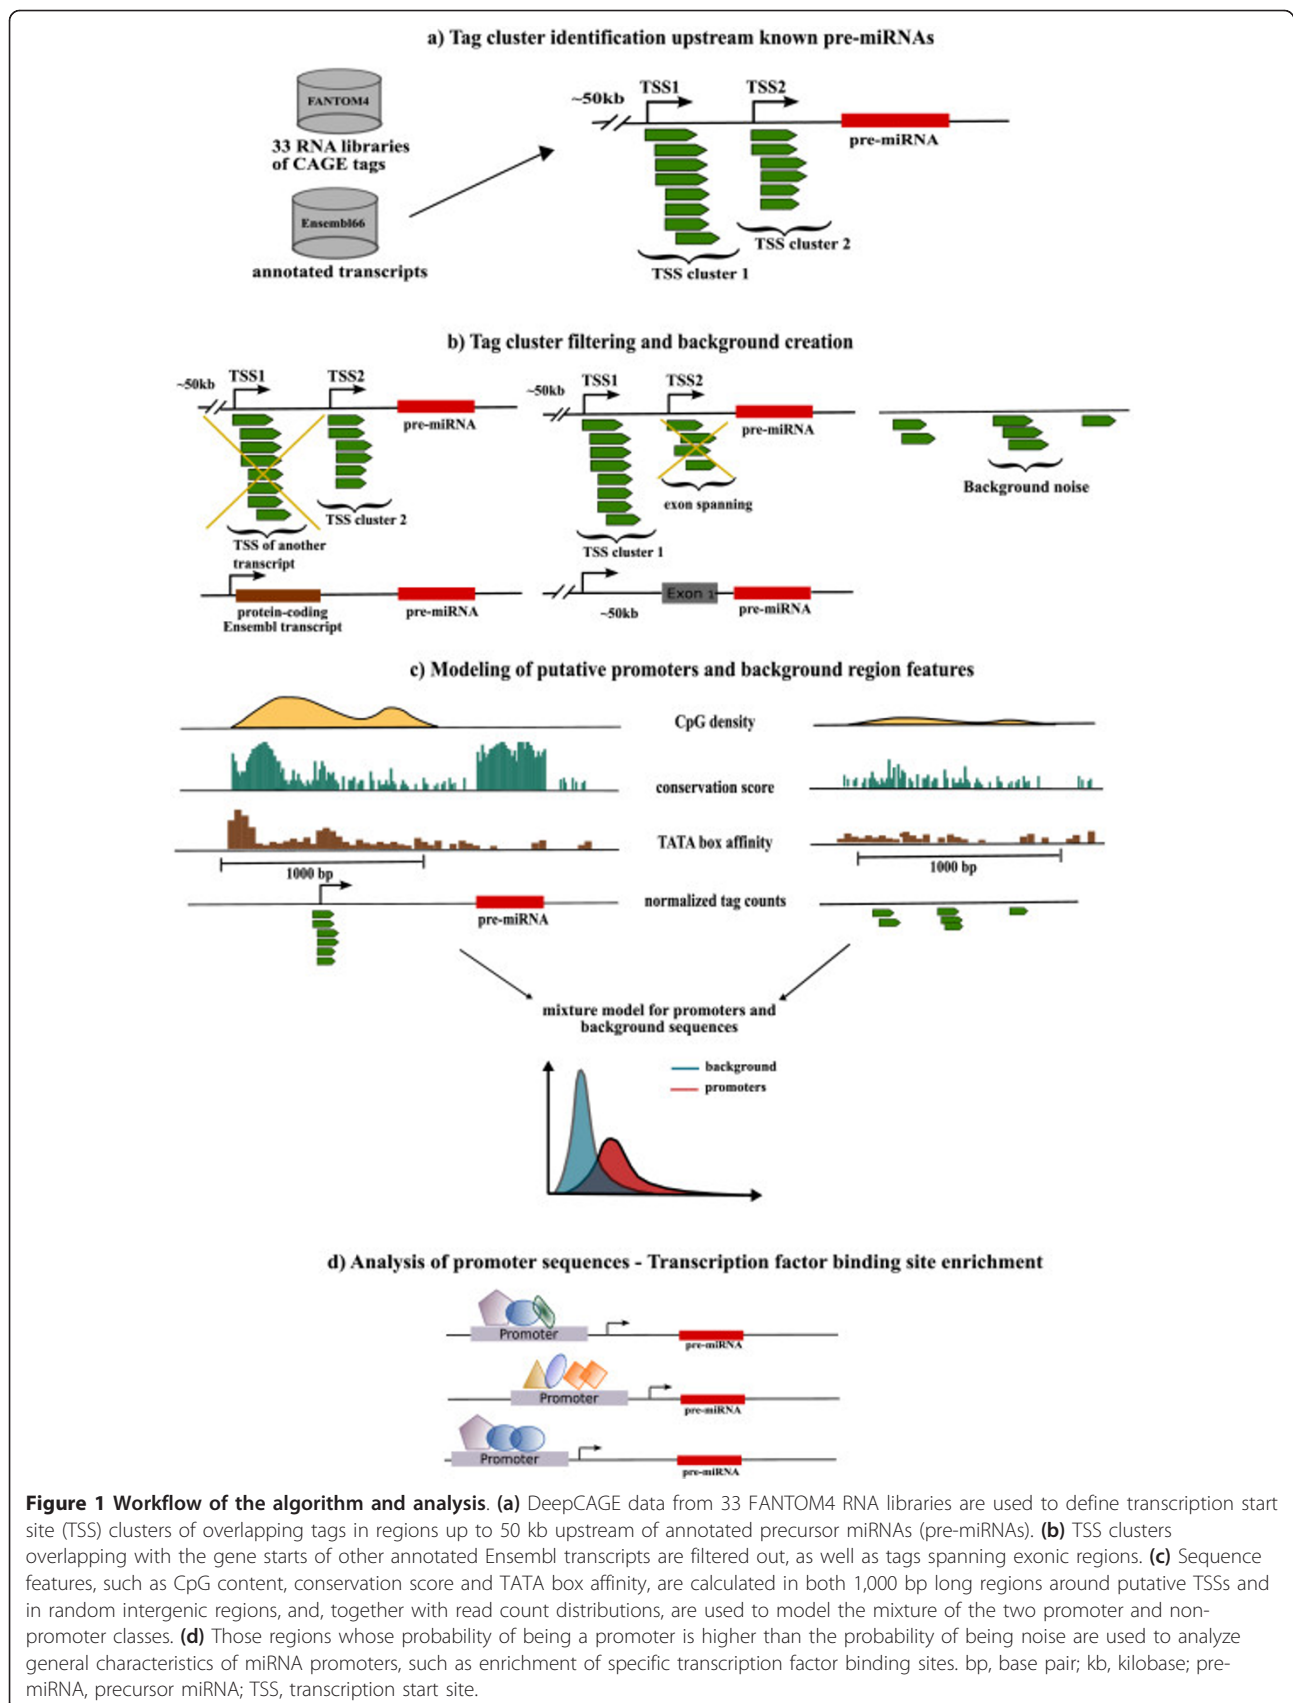 a) Tag cluster identification upstream known pre-miRNAs
FANTOM4
33 RNA libraries
of CAGE tags
Ensembl66
annotated transcripts
~50kb
TSS1
TSS2
pre-miRNA
TSS cluster 1
TSS cluster 2
b) Tag cluster filtering and background creation
~50kb
TSS1
TSS2
pre-miRNA
TSS cluster 2
TSS of another
transcript
protein-coding
Ensembl transcript
pre-miRNA
~50kb
TSS1
TSS2
pre-miRNA
exon spanning
TSS cluster 1
~50kb
Exon 1
pre-miRNA
Background noise
c) Modeling of putative promoters and background region features
CpG density
conservation score
TATA box affinity
1000 bp
1000 bp
normalized tag counts
pre-miRNA
mixture model for promoters and
background sequences
background
promoters
d) Analysis of promoter sequences - Transcription factor binding site enrichment
Promoter
pre-miRNA
Promoter
pre-miRNA
Promoter
pre-miRNA
Figure 1 Workflow of the algorithm and analysis. (a) DeepCAGE data from 33 FANTOM4 RNA libraries are used to define transcription start
site (TSS) clusters of overlapping tags in regions up to 50 kb upstream of annotated precursor miRNAs (pre-miRNAs). (b) TSS clusters
overlapping with the gene starts of other annotated Ensembl transcripts are filtered out, as well as tags spanning exonic regions. (c) Sequence
features, such as CpG content, conservation score and TATA box affinity, are calculated in both 1,000 bp long regions around putative TSSs and
in random intergenic regions, and, together with read count distributions, are used to model the mixture of the two promoter and non-
promoter classes. (d) Those regions whose probability of being a promoter is higher than the probability of being noise are used to analyze
general characteristics of miRNA promoters, such as enrichment of specific transcription factor binding sites. bp, base pair; kb, kilobase; pre-
miRNA, precursor miRNA; TSS, transcription start site.